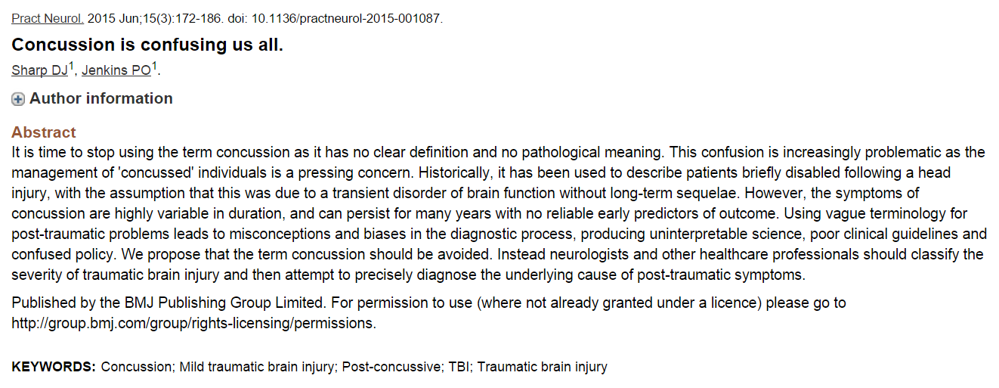 Pract Neurol. 2015 Jun;15(3):172-186. doi: 10.1136/practneurol-2015-001087.
Concussion is confusing us all.
Sharp DJ1, Jenkins PO1.
Author information
Abstract
It is time to stop using the term concussion as it has no clear definition and no pathological meaning. This confusion is increasingly problematic as the
management of 'concussed' individuals is a pressing concern. Historically, it has been used to describe patients briefly disabled following a head
injury, with the assumption that this was due to a transient disorder of brain function without long-term sequelae. However, the symptoms of
concussion are highly variable in duration, and can persist for many years with no reliable early predictors of outcome. Using vague terminology for
post-traumatic problems leads to misconceptions and biases in the diagnostic process, producing uninterpretable science, poor clinical guidelines and
confused policy. We propose that the term concussion should be avoided. Instead neurologists and other healthcare professionals should classify the
severity of traumatic brain injury and then attempt to precisely diagnose the underlying cause of post-traumatic symptoms.
Published by the BMJ Publishing Group Limited. For permission to use (where not already granted under a licence) please go to
http://group.bmj.com/group/rights-licensing/permissions.
KEYWORDS: Concussion; Mild traumatic brain injury; Post-concussive; TBI; Traumatic brain injury